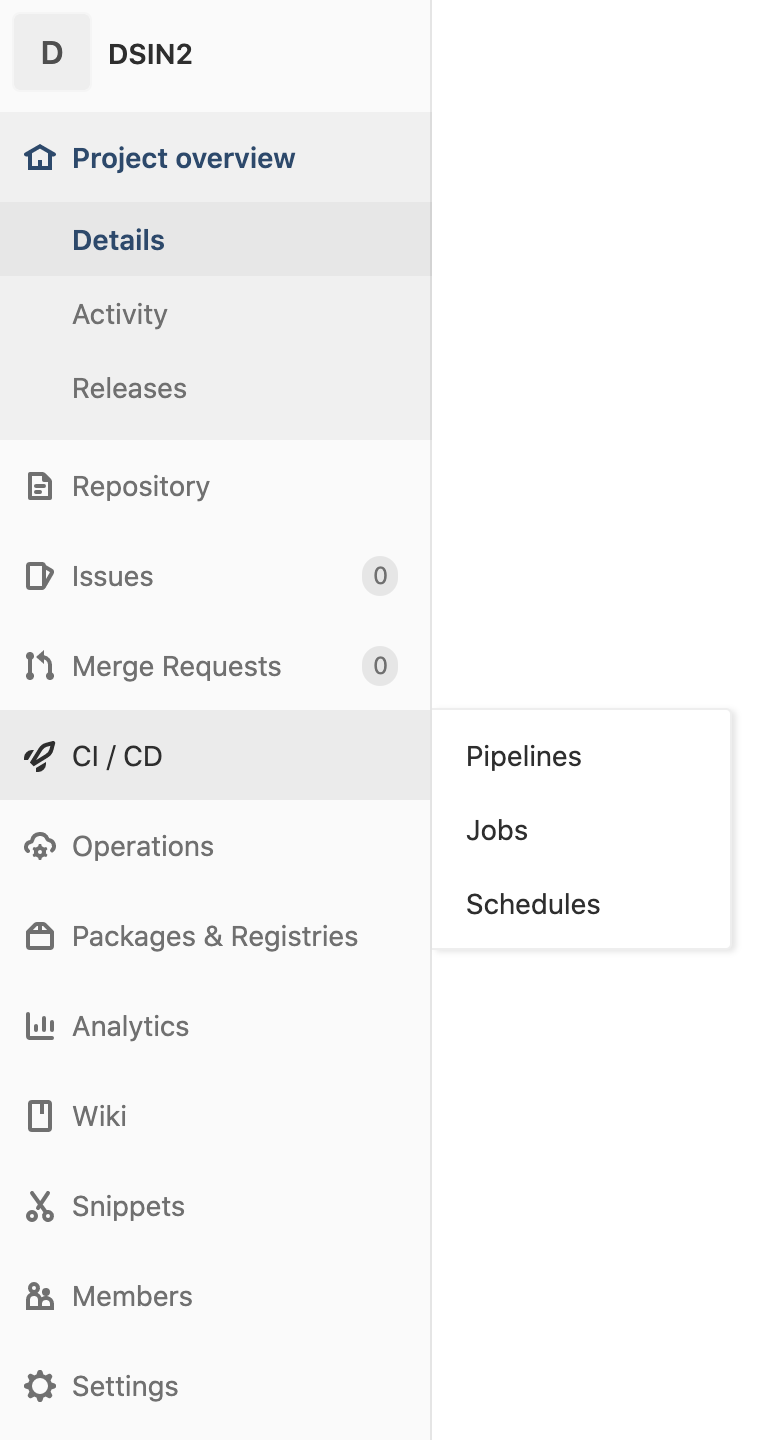 D
DSIN2
Project overview
Details
Activity
Releases
Repository
Issues 0
Merge Requests 0
CI / CD
Pipelines
Jobs
Schedules
Operations
Packages & Registries
Analytics
Wiki
Snippets
Members
Settings